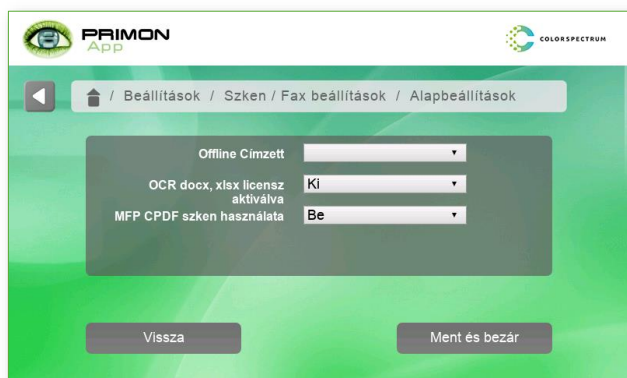 PRIMON
App
COLORSPECTRUM
/ Beállítások / Szken / Fax beállítások / Alapbeállítások
Offline Címzett
OCR docx, xlsx licensz aktiválva Ki
MFP CPDF szken használata Be
Vissza Ment és bezár